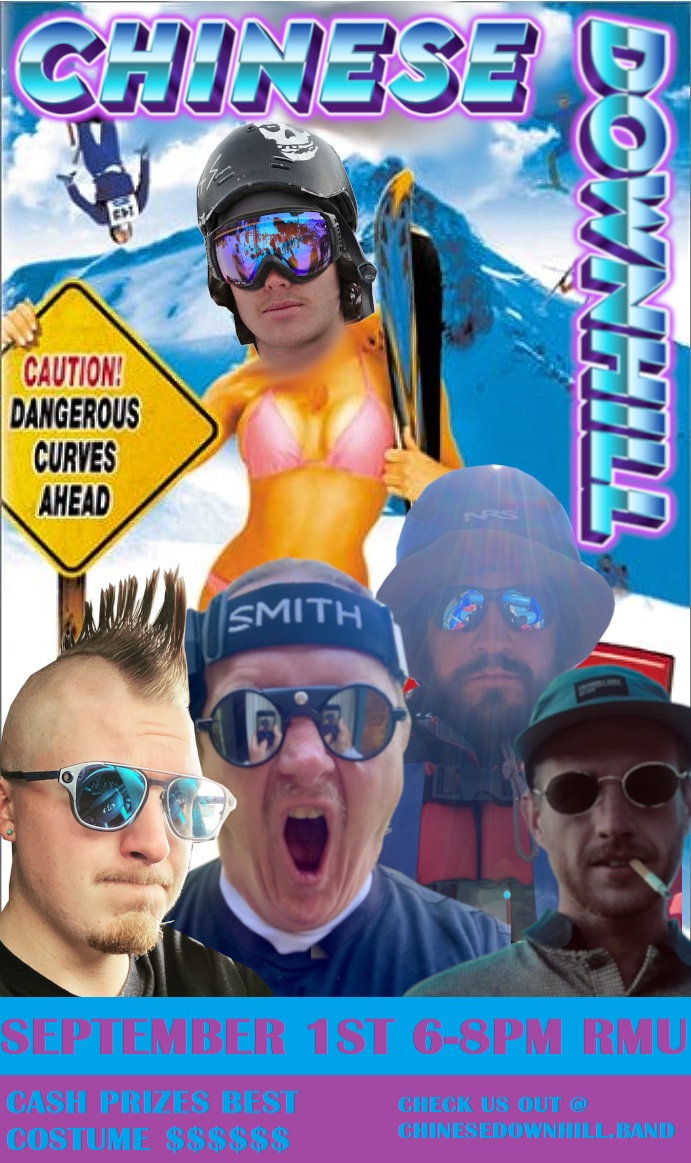 CHINESE
DOWNHILL
CAUTION!
DANGEROUS
CURVES
AHEAD
NRS
SMITH
SEPTEMBER 1ST 6-8PM RMU
CASH PRIZES BEST
COSTUME $$$$$$
CHECK US OUT @
CHINESEDOWNHILL.BAND